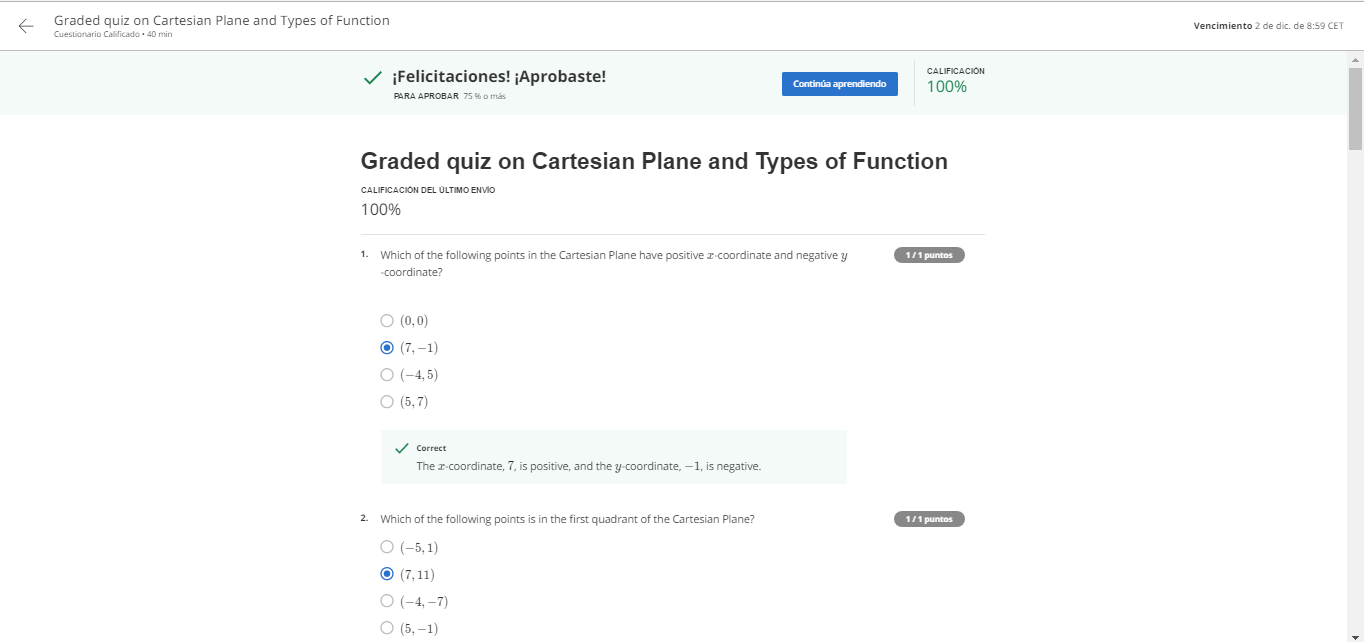 Graded quiz on Cartesian Plane and Types of Function
Cuestionario Calificado • 40 min
Vencimiento 2 de dic. de 8:59 CET
¡Felicitaciones! ¡Aprobaste!
PARA APROBAR 75 % o más
Continúa aprendiendo
CALIFICACIÓN
100%
Graded quiz on Cartesian Plane and Types of Function
CALIFICACIÓN DEL ÚLTIMO ENVÍO
100%
1. Which of the following points in the Cartesian Plane have positive x-coordinate and negative y
-coordinate?
1 / 1 puntos
(0, 0)
(7, −1)
(−4, 5)
(5, 7)
Correct
The x-coordinate, 7, is positive, and the y-coordinate, −1, is negative.
2. Which of the following points is in the first quadrant of the Cartesian Plane?
1 / 1 puntos
(−5, 1)
(7, 11)
(−4, −7)
(5, −1)